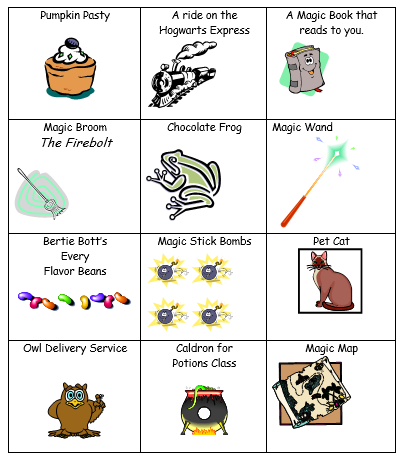 Pumpkin Pasty
A ride on the
Hogwarts Express
A Magic Book that
reads to you.
Magic Broom
The Firebolt
Chocolate Frog
Magic Wand
Bertie Bott's
Every
Flavor Beans
Magic Stick Bombs
Pet Cat
Owl Delivery Service
Caldron for
Potions Class
Magic Map